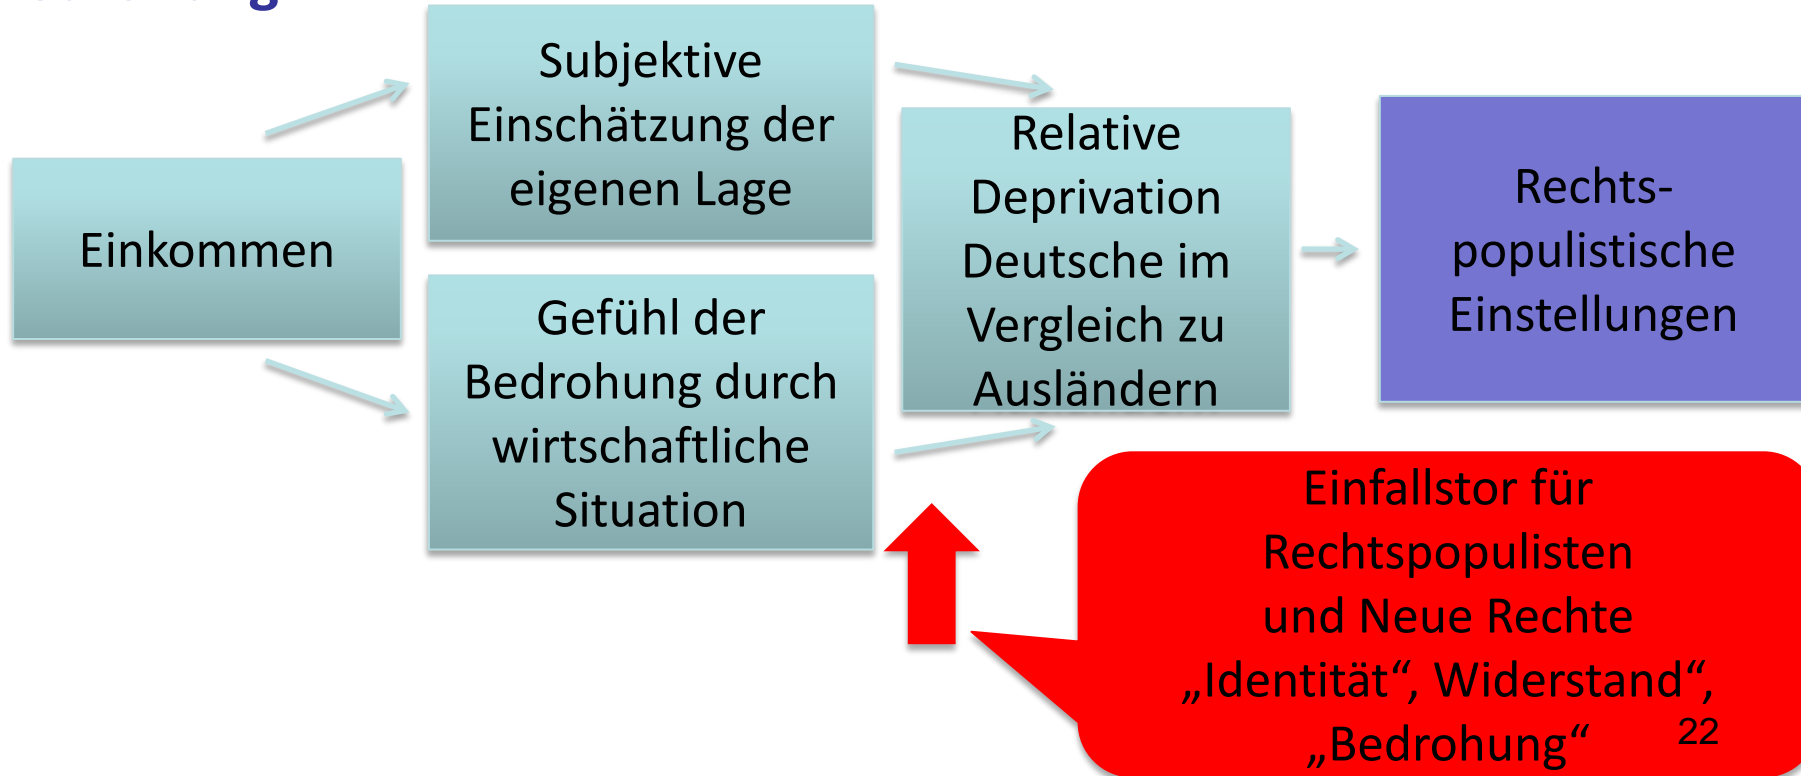 Einkommen
Subjektive
Einschätzung der
eigenen Lage
Gefühl der
Bedrohung durch
wirtschaftliche
Situation
Relative
Deprivation
Deutsche im
Vergleich zu
Ausländern
Rechts-
populistische
Einstellungen
Einfallstor für
Rechtspopulisten
und Neue Rechte
„Identität“, Widerstand“,
„Bedrohung“
22